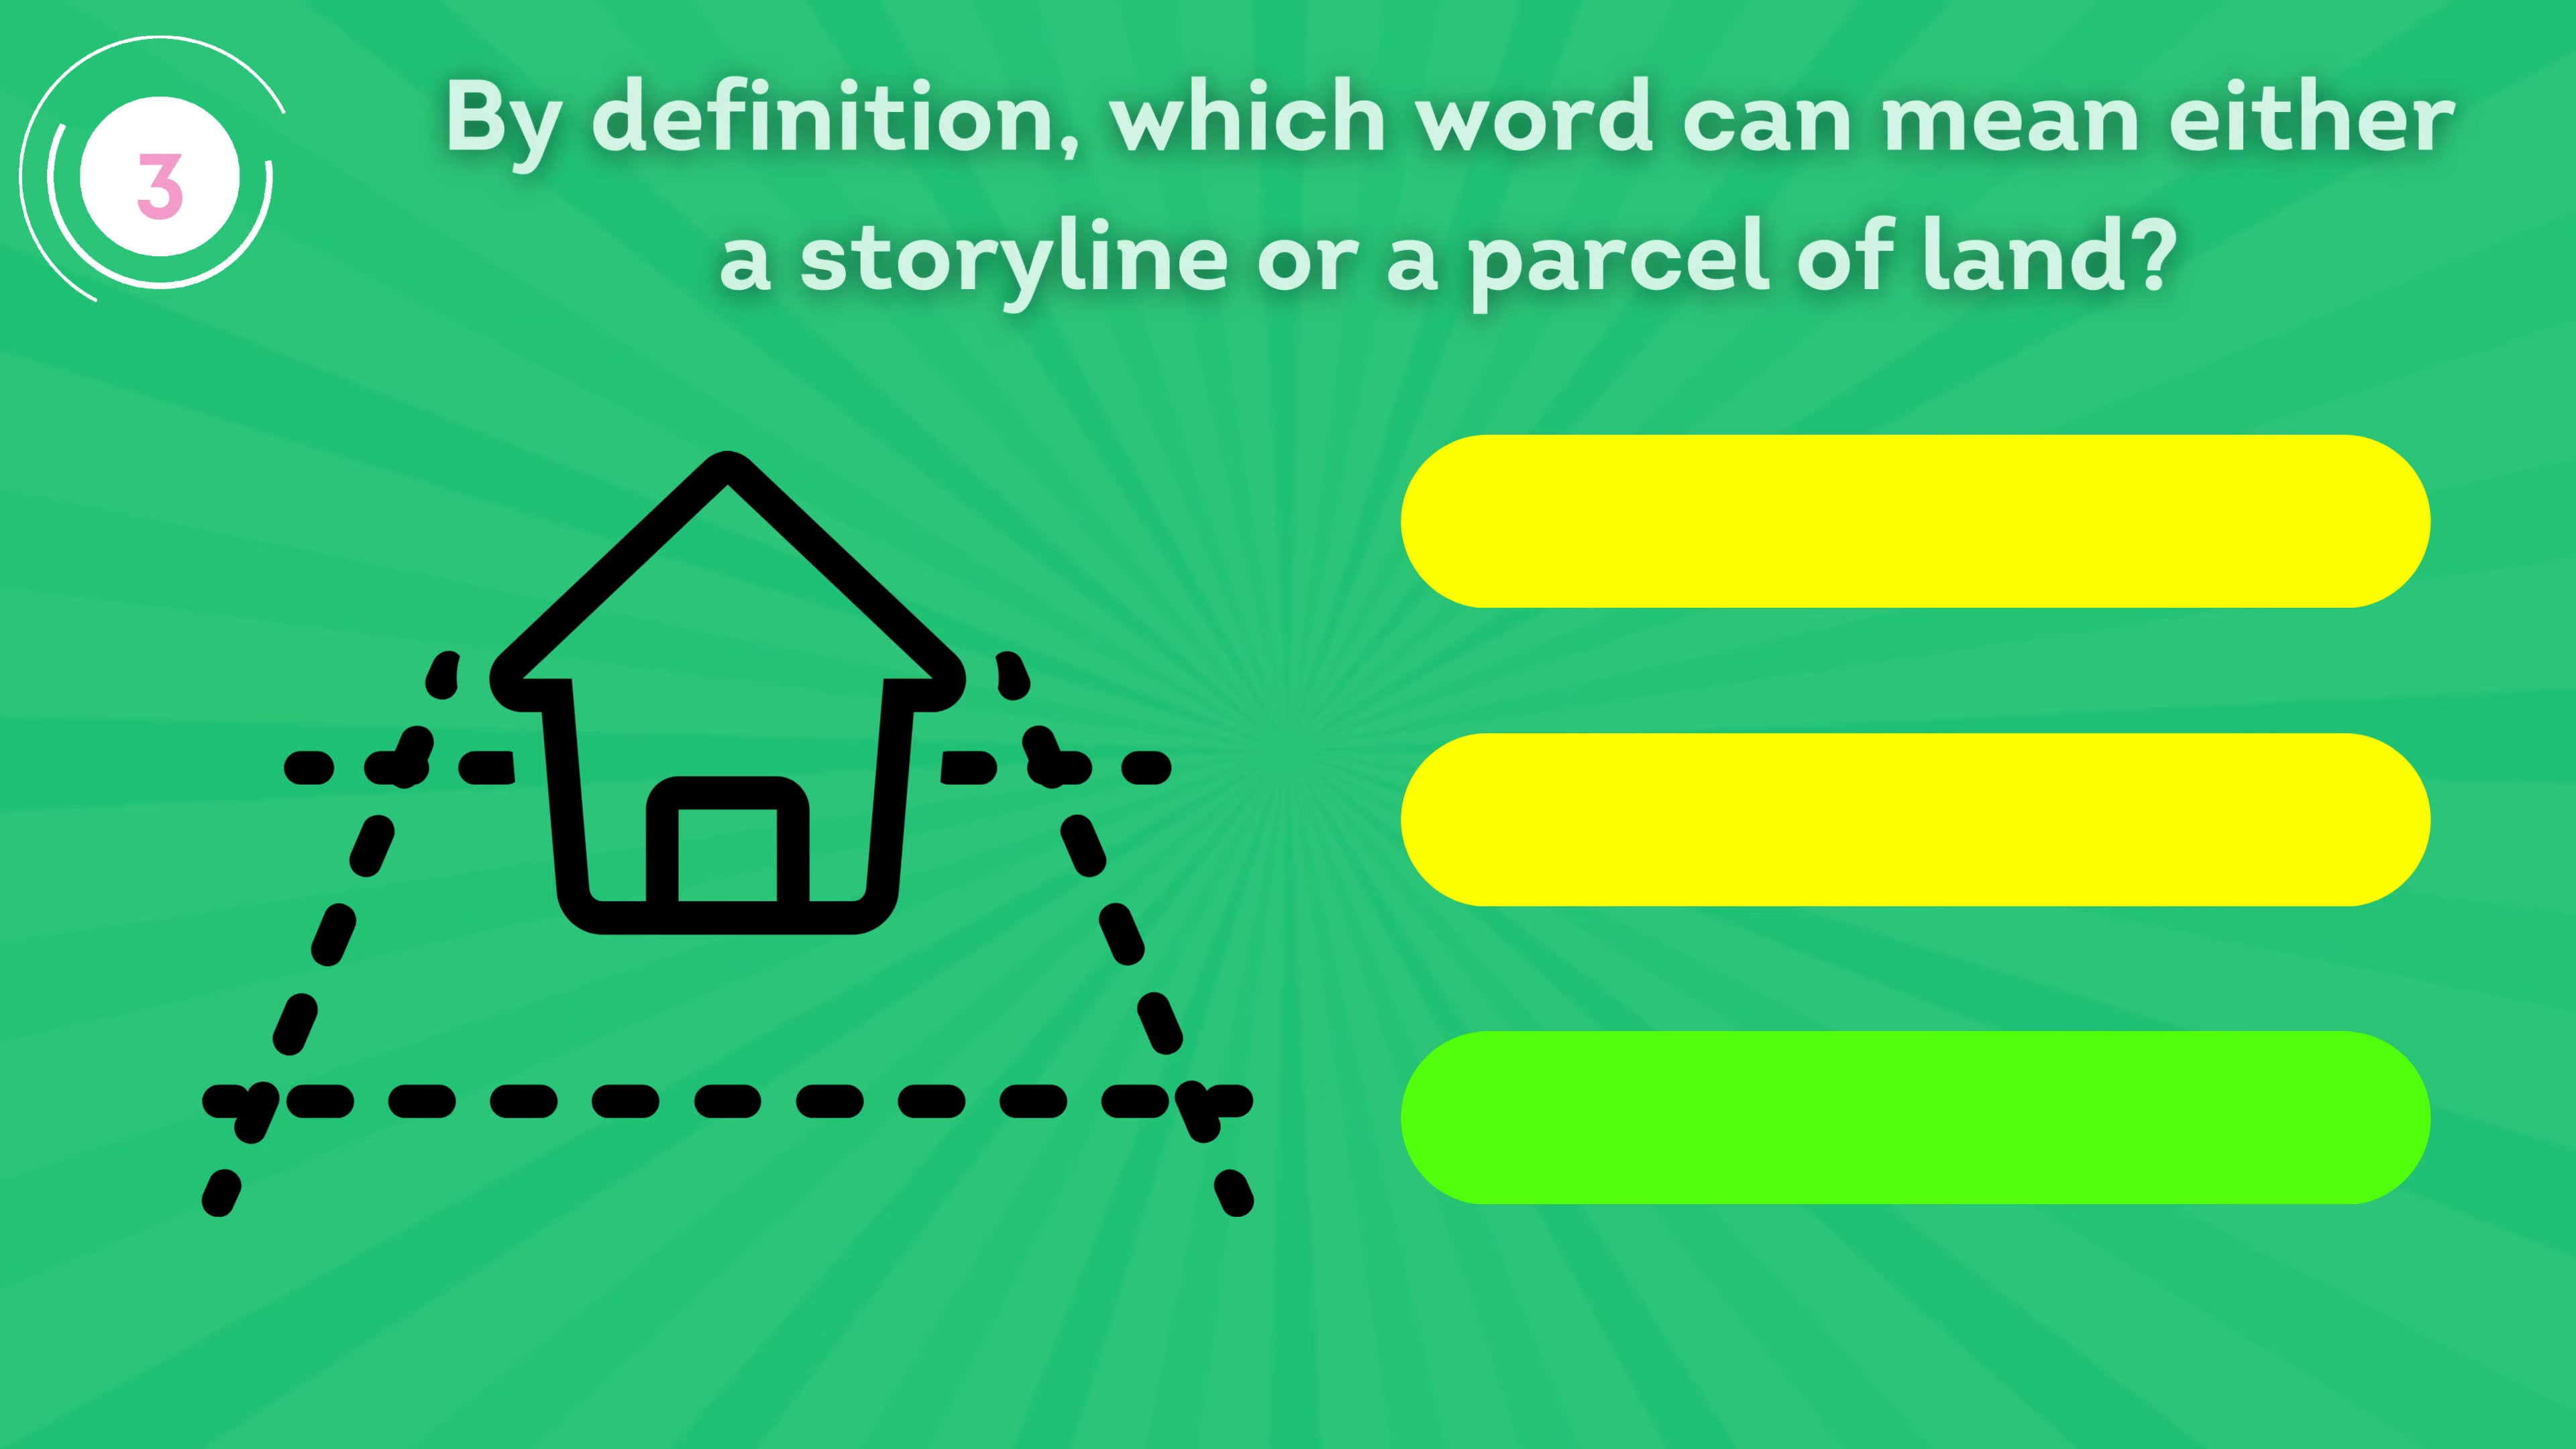 3
By definition, which word can mean either
a storyline or a parcel of land?